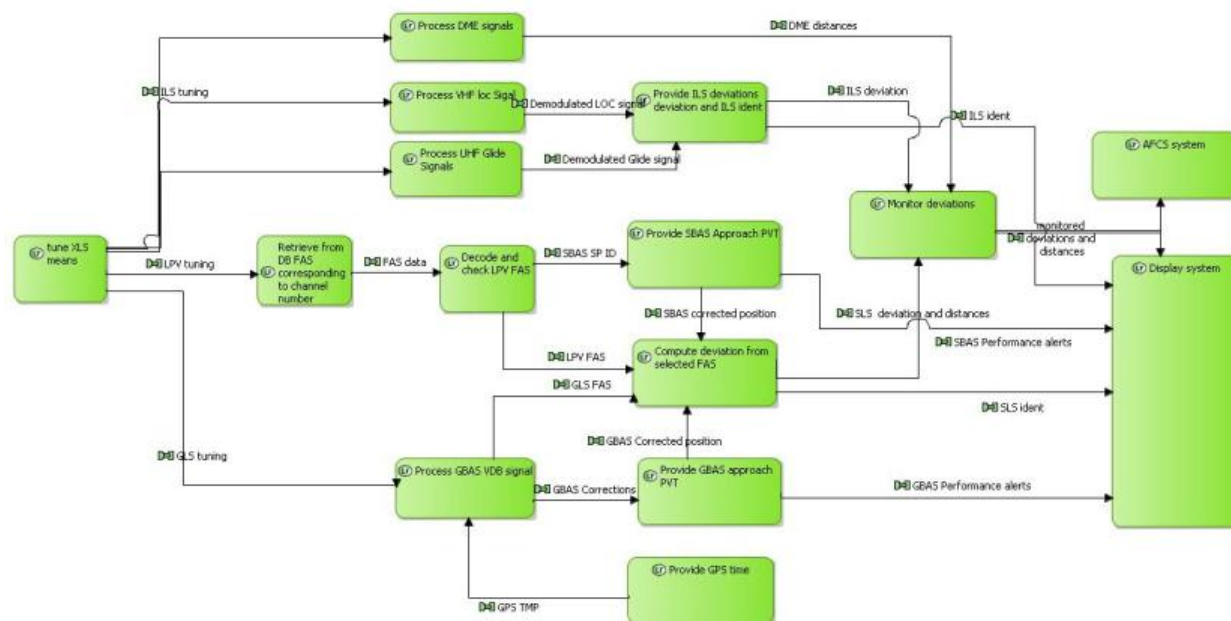 Process DME signals
DME distances
ILS tuning
Process VHF loc Sigal
Demodulated LOC signal
Provide ILS deviations
deviation and ILS ident
ILS deviation
ILS ident
Process UHF Glide
Signals
Demodulated Glide signal
AFCS system
Monitor deviations
monitored
deviations and
distances
tune XLS
means
LPV tuning
Retrieve from
DB FAS
corresponding
to channel
number
FAS data
Decode and
check LPV FAS
SBAS SP ID
Provide SBAS Approach PVT
Display system
SBAS corrected position
SLS deviation and distances
SBAS Performance alerts
LPV FAS
Compute deviation from
selected FAS
GLS FAS
SLS ident
GBAS Corrected position
GLS tuning
Process GBAS VDB signal
GBAS Corrections
Provide GBAS approach
PVT
GBAS Performance alerts
Provide GPS time
GPS TMP